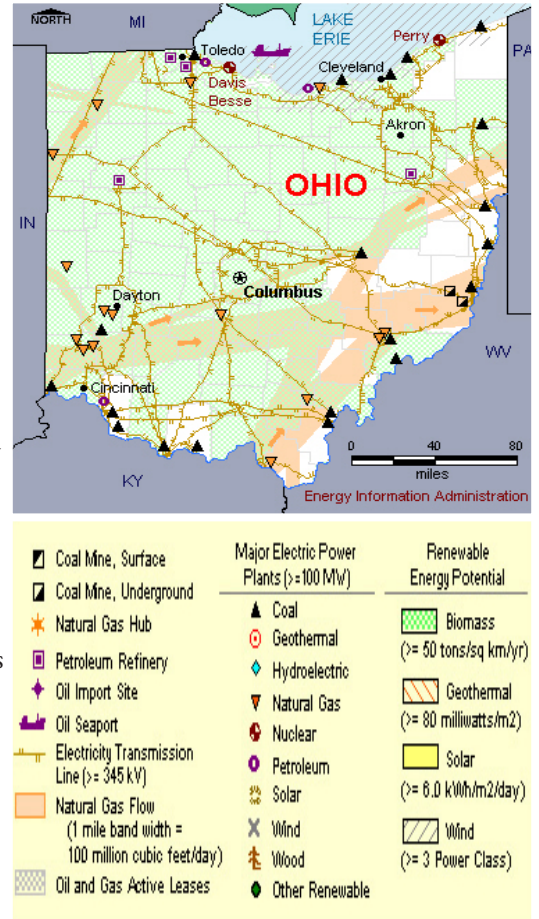 NORTH
MI
LAKE
ERIE
Perry
PA
Toledo
Cleveland
Davis
Besse
Akron
OHIO
IN
Columbus
Dayton
WV
Cincinnati
0 40 80
miles
KY
Energy Information Administration
Coal Mine, Surface
Coal Mine, Underground
Natural Gas Hub
Petroleum Refinery
Oil Import Site
Oil Seaport
Electricity Transmission
Line (>= 345 kV)
Natural Gas Flow
(1 mile band width =
100 million cubic feet/day)
Oil and Gas Active Leases
Major Electric Power
Plants (>=100 MW)
Coal
Geothermal
Hydroelectric
Natural Gas
Nuclear
Petroleum
Solar
Wind
Wood
Other Renewable
Renewable
Energy Potential
Biomass
(>= 50 tons/sq km/yr)
Geothermal
(>= 80 milliwatts/m2)
Solar
(>= 6.0 kWh/m2/day)
Wind
(>= 3 Power Class)